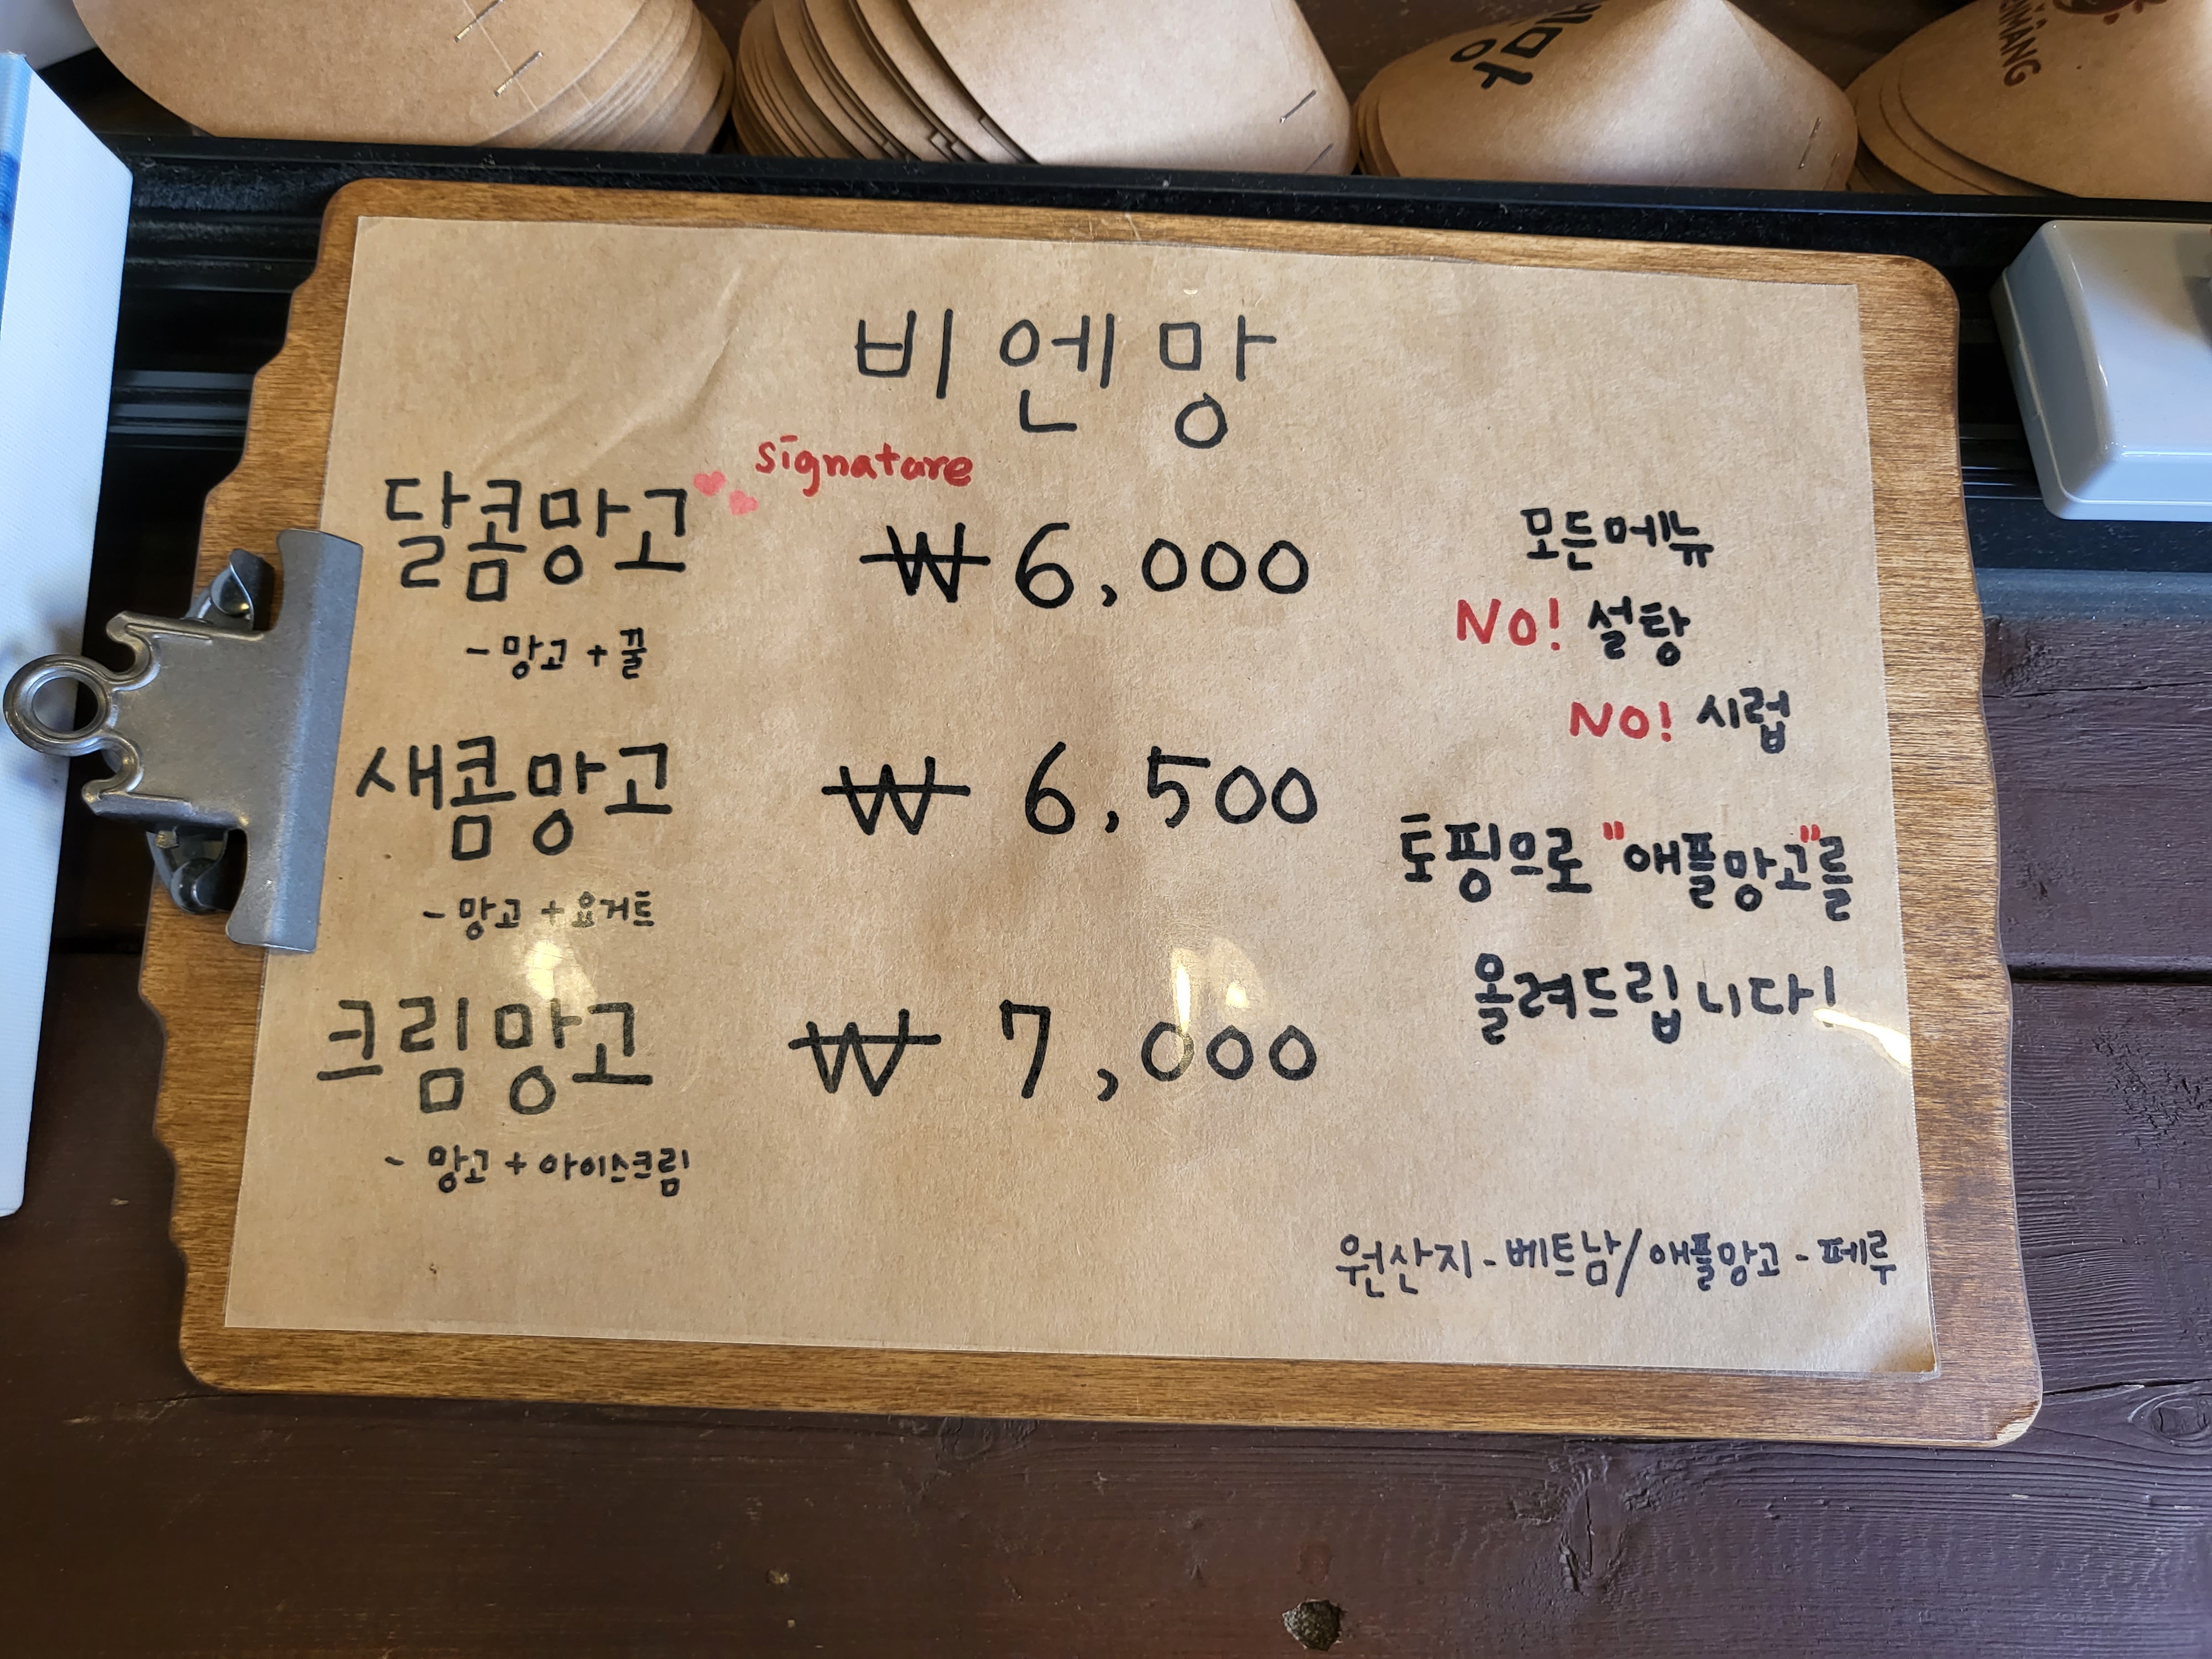 비엔망
signature
달콤망고 ₩ 6,000
- 망고 + 꿀
새콤망고 ₩ 6,500
- 망고 + 요거트
크림망고 ₩ 7,000
- 망고 + 아이스크림
모든메뉴
NO! 설탕
NO! 시럽
토핑으로 "애플망고"를
올려드립니다!
원산지 - 베트남 / 애플망고 - 페루